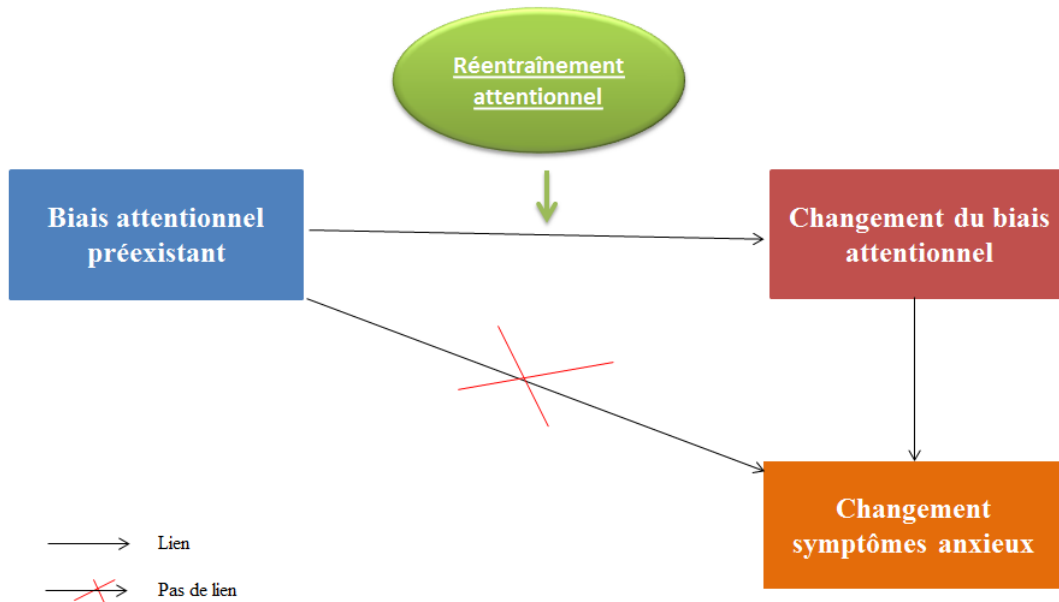 Réentraînement
attentionnel
Biais attentionnel
préexistant
Changement du biais
attentionnel
Changement
symptômes anxieux
Lien
Pas de lien